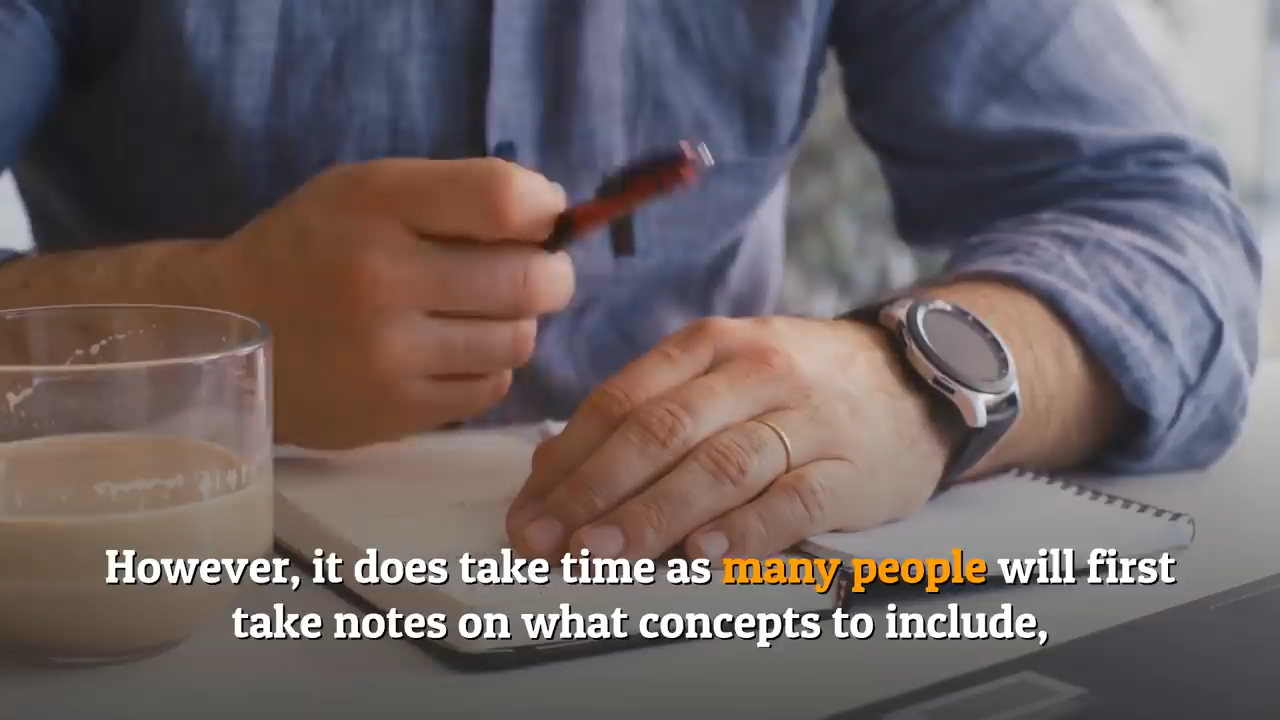 However, it does take time as many people will first
take notes on what concepts to include,